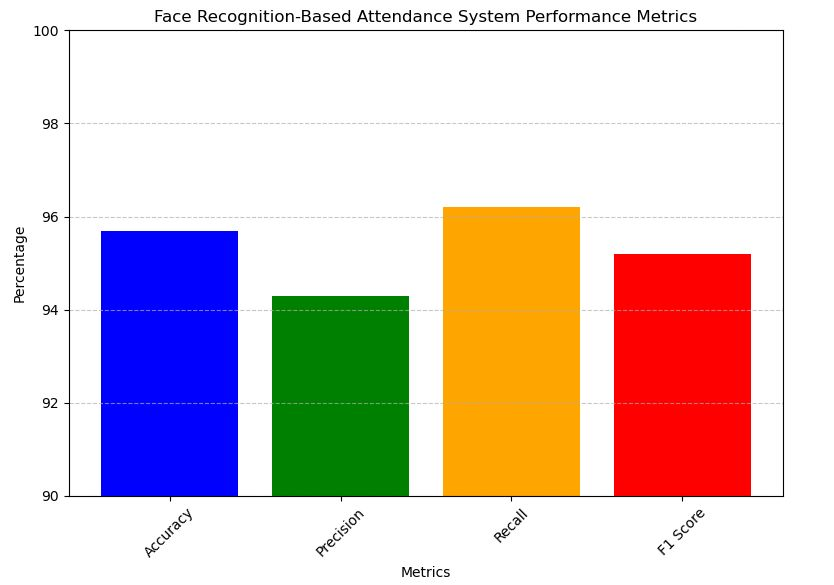 Face Recognition-Based Attendance System Performance Metrics
100
98
96
94
92
90
Percentage
Accuracy
Precision
Recall
F1 Score
Metrics